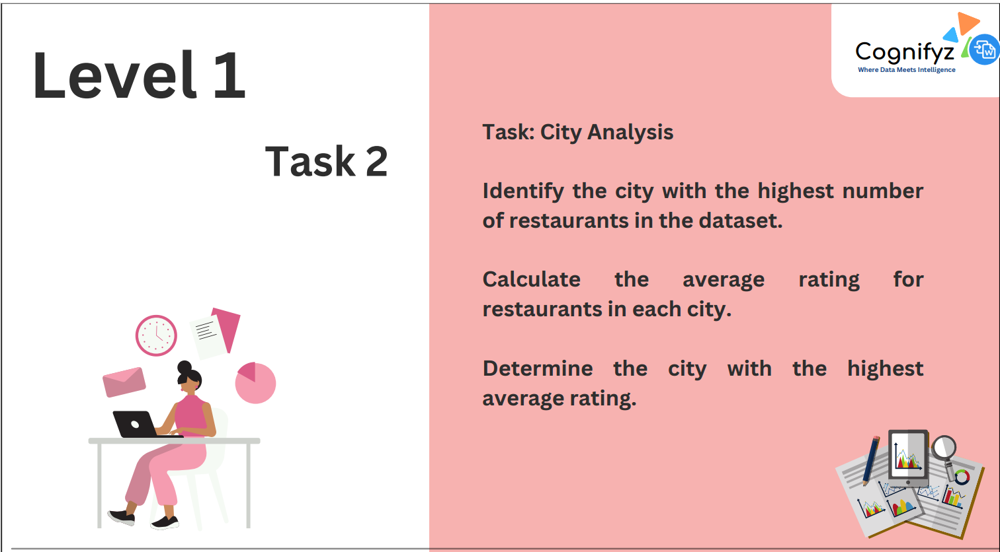 Level 1
Task 2
Cognifyz
Where Data Meets Intelligence
W
Task: City Analysis
Identify the city with the highest number
of restaurants in the dataset.
Calculate the average rating for
restaurants in each city.
Determine the city with the highest
average rating.